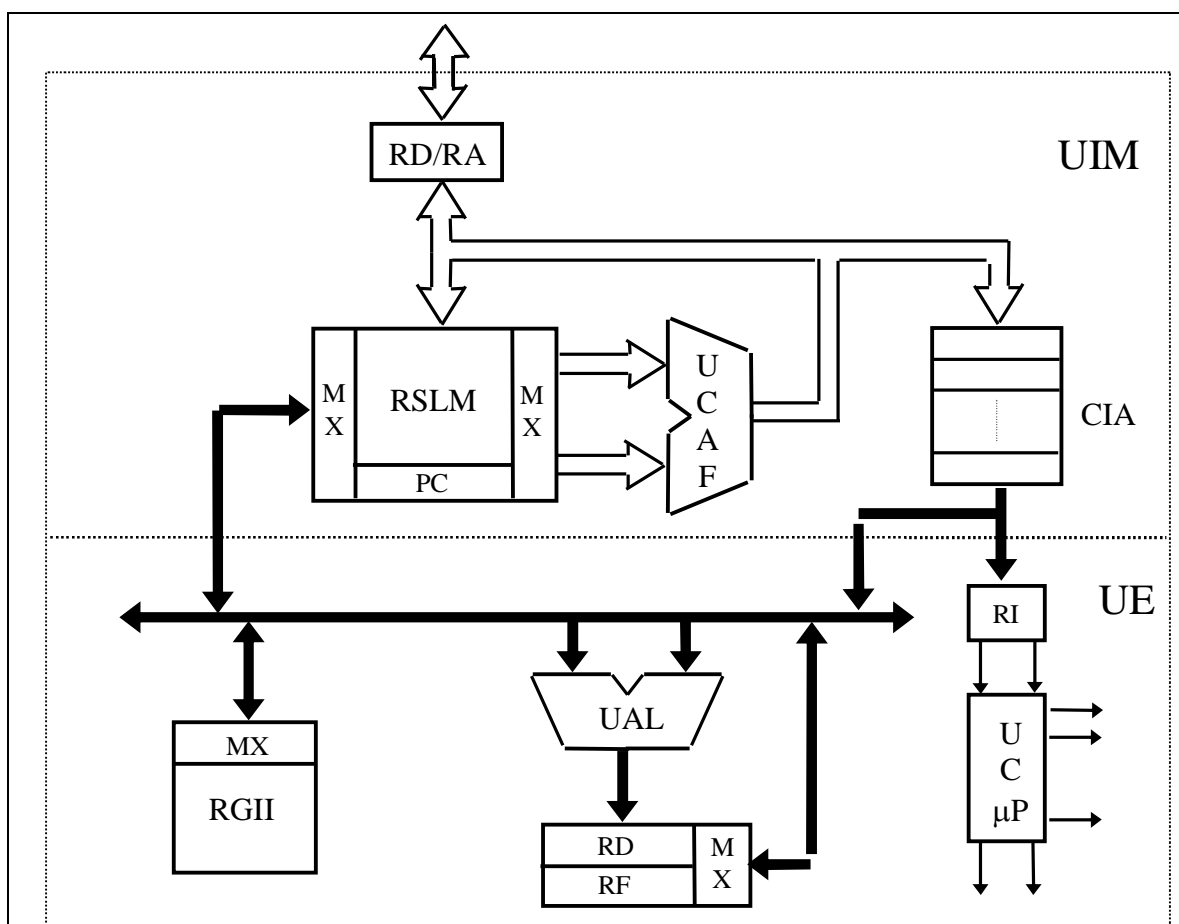 RD/RA
UIM
M
X
RSLM
PC
M
X
U
C
A
F
CIA
UE
RI
UAL
MX
RGII
U
C
µP
RD
RF
M
X